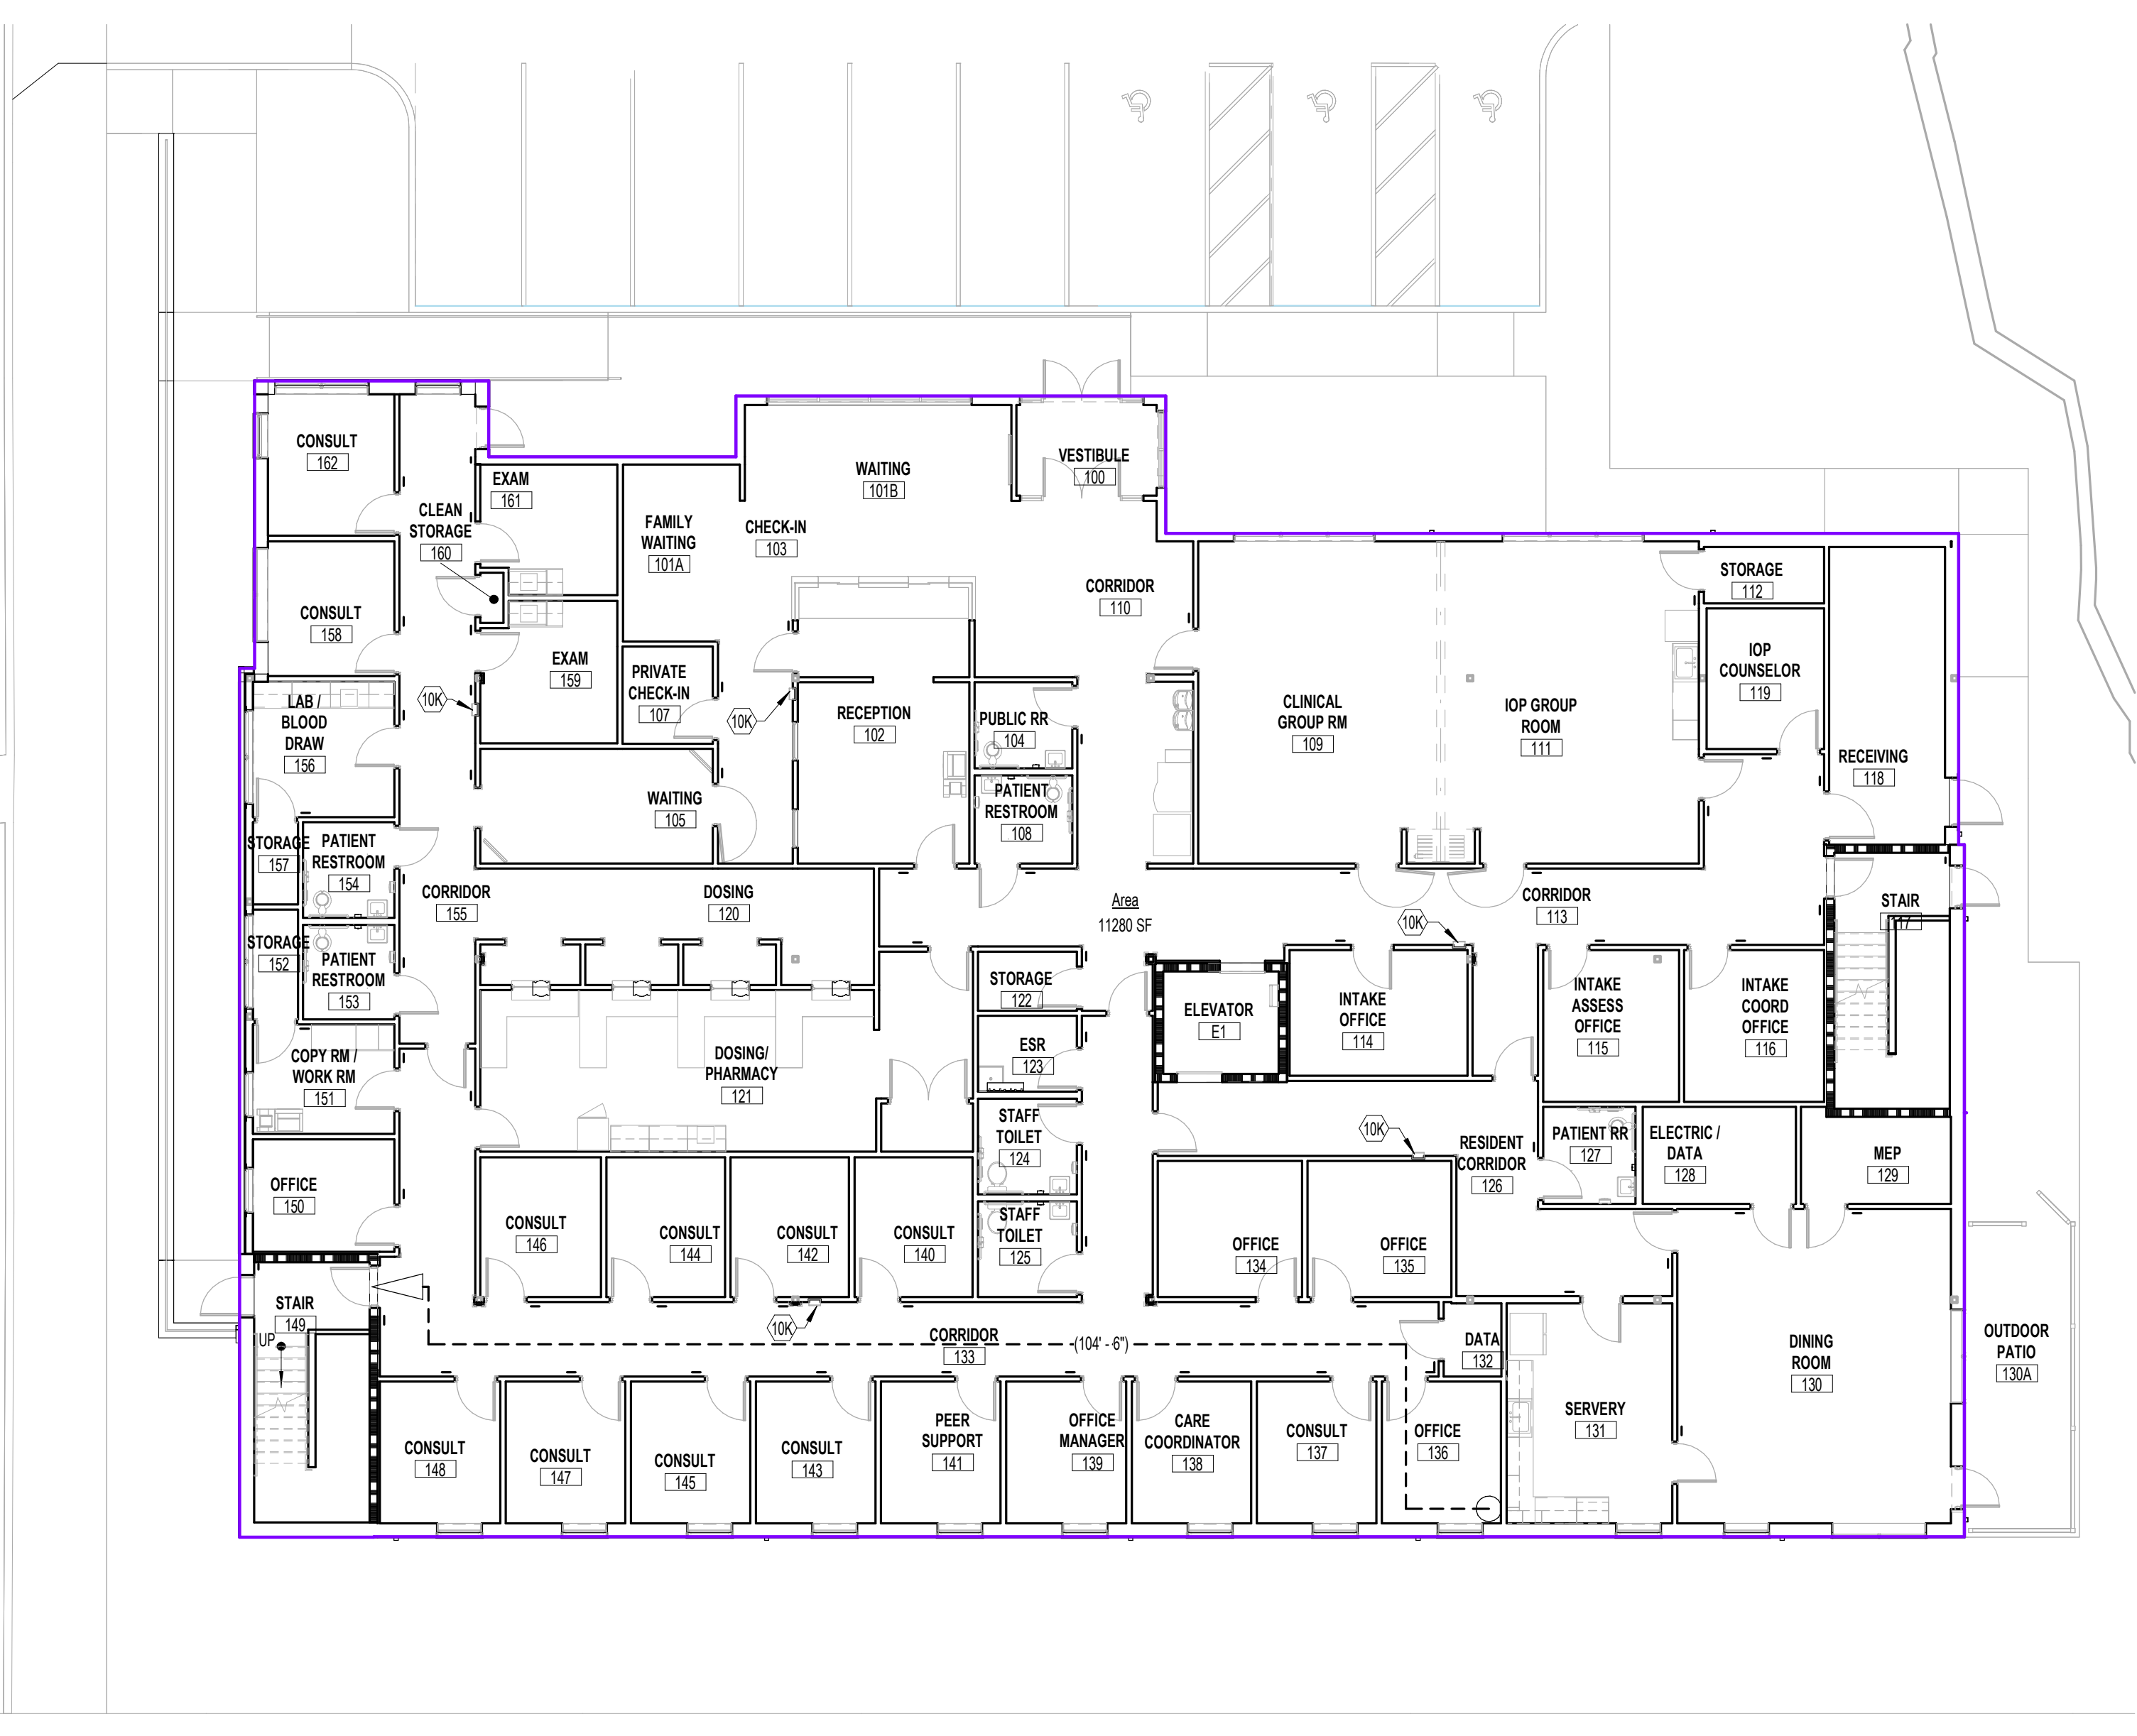 CONSULT
162
EXAM
161
CLEAN
STORAGE
160
FAMILY
WAITING
101A
CHECK-IN
103
WAITING
101B
VESTIBULE
100
CORRIDOR
110
STORAGE
112
CONSULT
158
EXAM
159
PRIVATE
CHECK-IN
107
10K
10K
RECEPTION
102
PUBLIC RR
104
CLINICAL
GROUP RM
109
IOP GROUP
ROOM
111
IOP
COUNSELOR
119
RECEIVING
118
LAB /
BLOOD
DRAW
156
WAITING
105
PATIENT
RESTROOM
108
STORAGE
157
PATIENT
RESTROOM
154
CORRIDOR
155
DOSING
120
Area
11280 SF
10K
CORRIDOR
113
STAIR
117
STORAGE
152
PATIENT
RESTROOM
153
STORAGE
122
ELEVATOR
E1
INTAKE
OFFICE
114
INTAKE
ASSESS
OFFICE
115
INTAKE
COORD
OFFICE
116
COPY RM /
WORK RM
151
DOSING/
PHARMACY
121
ESR
123
STAFF
TOILET
124
10K
RESIDENT
CORRIDOR
126
PATIENT RR
127
ELECTRIC /
DATA
128
MEP
129
OFFICE
150
CONSULT
146
CONSULT
144
CONSULT
142
CONSULT
140
STAFF
TOILET
125
OFFICE
134
OFFICE
135
STAIR
149
UP
10K
CORRIDOR
133
(104' - 6")
DATA
132
DINING
ROOM
130
OUTDOOR
PATIO
130A
CONSULT
148
CONSULT
147
CONSULT
145
CONSULT
143
PEER
SUPPORT
141
OFFICE
MANAGER
139
CARE
COORDINATOR
138
CONSULT
137
OFFICE
136
SERVERY
131